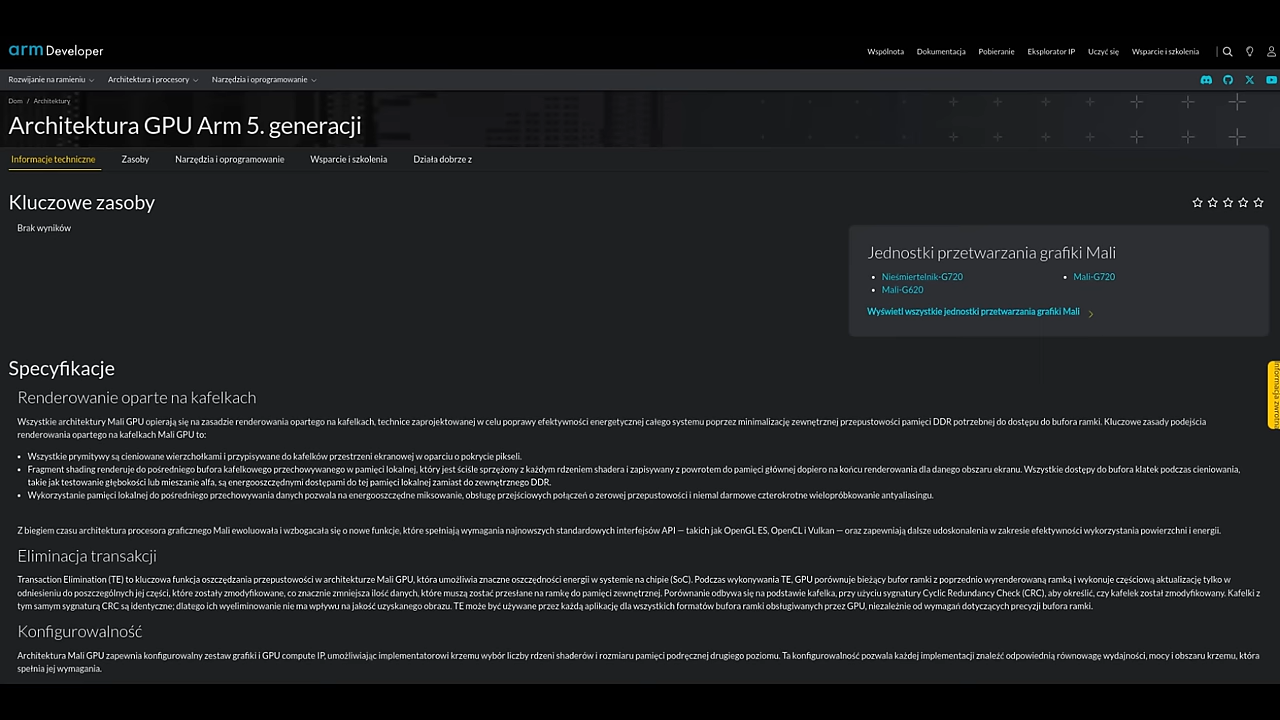 arm Developer
Wspólnota Dokumentacja Pobieranie Eksplorator IP Uczyć się Wsparcie i szkolenia
Rozwijanie na ramieniu Architektura i procesory Narzędzia i oprogramowanie
Dom / Architektury
Architektura GPU Arm 5. generacji
Informacje techniczne Zasoby Narzędzia i oprogramowanie Wsparcie i szkolenia Działa dobrze z
Kluczowe zasoby
Brak wyników
Jednostki przetwarzania grafiki Mali
• Nieśmiertelnik-G720 • Mali-G720
• Mali-G620
Wyświetl wszystkie jednostki przetwarzania grafiki Mali
Informacja zwrotna
Specyfikacje
Renderowanie oparte na kafelkach
Wszystkie architektury Mali GPU opierają się na zasadzie renderowania opartego na kafelkach, technice zaprojektowanej w celu poprawy efektywności energetycznej całego systemu poprzez minimalizację zewnętrznej przepustowości pamięci DDR potrzebnej do dostępu do bufora ramki. Kluczowe zasady podejścia
renderowania opartego na kafelkach Mali GPU to:
• Wszystkie prymitywy są cieniowane wierzchołkami i przypisywane do kafelków przestrzeni ekranowej w oparciu o pokrycie pikseli.
• Fragment shading renderuje do pośredniego bufora kafelkowego przechowywanego w pamięci lokalnej, który jest ściśle sprzężony z każdym rdzeniem shadera i zapisywany z powrotem do pamięci głównej dopiero na końcu renderowania dla danego obszaru ekranu. Wszystkie dostępy do bufora klatek podczas cieniowania,
takie jak testowanie głębokości lub mieszanie alfa, są energooszczędnymi dostępami do tej pamięci lokalnej zamiast do zewnętrznego DDR.
• Wykorzystanie pamięci lokalnej do pośredniego przechowywania danych pozwala na energooszczędne miksowanie, obsługę przejściowych połączeń o zerowej przepustowości i niemal darmowe czterokrotne wielopróbkowanie antyaliasingu.
Z biegiem czasu architektura procesora graficznego Mali ewoluowała i wzbogacała się o nowe funkcje, które spełniają wymagania najnowszych standardowych interfejsów API — takich jak OpenGL ES, OpenCL i Vulkan — oraz zapewniają dalsze udoskonalenia w zakresie efektywności wykorzystania powierzchni i energii.
Eliminacja transakcji
Transaction Elimination (TE) to kluczowa funkcja oszczędzania przepustowości w architekturze Mali GPU, która umożliwia znaczne oszczędności energii w systemie na chipie (SoC). Podczas wykonywania TE, GPU porównuje bieżący bufor ramki z poprzednio wyrenderowaną ramką i wykonuje częściową aktualizację tylko w
odniesieniu do poszczególnych jej części, które zostały zmodyfikowane, co znacznie zmniejsza ilość danych, które muszą zostać przesłane na ramkę do pamięci zewnętrznej. Porównanie odbywa się na podstawie kafelka, przy użyciu sygnatury Cyclic Redundancy Check (CRC), aby określić, czy kafelek został zmodyfikowany. Kafelki z
tym samym sygnaturą CRC są identyczne; dlatego ich wyeliminowanie nie ma wpływu na jakość uzyskanego obrazu. TE może być używane przez każdą aplikację dla wszystkich formatów bufora ramki obsługiwanych przez GPU, niezależnie od wymagań dotyczących precyzji bufora ramki.
Konfigurowalność
Architektura Mali GPU zapewnia konfigurowalny zestaw grafiki i GPU compute IP, umożliwiając implementatorowi krzemu wybór liczby rdzeni shaderów i rozmiaru pamięci podręcznej drugiego poziomu. Ta konfigurowalność pozwala każdej implementacji znaleźć odpowiednią równowagę wydajności, mocy i obszaru krzemu, która
spełnia jej wymagania.